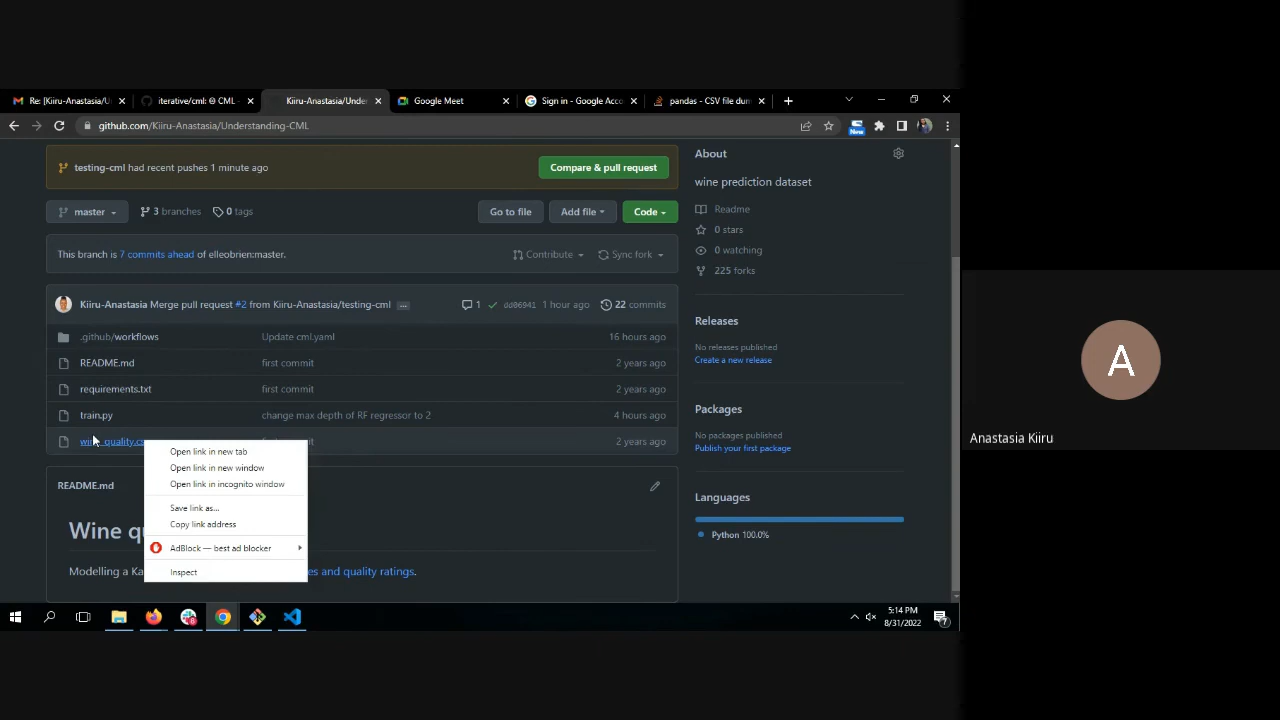 Re: [Kiiru-Anastasia/U
iterative/cml: ♾️ CML -
Kiiru-Anastasia/Under
Google Meet
Sign in - Google Acco
pandas - CSV file dum
github.com/Kiiru-Anastasia/Understanding-CML
New
testing-cml had recent pushes 1 minute ago
Compare & pull request
master
3 branches
0 tags
Go to file
Add file
Code
This branch is 7 commits ahead of elleobrien:master.
Contribute
Sync fork
Kiiru-Anastasia Merge pull request #2 from Kiiru-Anastasia/testing-cml ...
1
dd06941 1 hour ago
22 commits
.github/workflows
Update cml.yaml
16 hours ago
README.md
first commit
2 years ago
requirements.txt
first commit
2 years ago
train.py
change max depth of RF regressor to 2
4 hours ago
2 years ago
Open link in new tab
Open link in new window
Open link in incognito window
Save link as...
Copy link address
AdBlock — best ad blocker
Inspect
README.md
Wine q
Modelling a Ka
es and quality ratings.
About
wine prediction dataset
Readme
0 stars
0 watching
225 forks
Releases
No releases published
Create a new release
Packages
No packages published
Publish your first package
Languages
Python 100.0%
5:14 PM
8/31/2022
A
Anastasia Kiiru